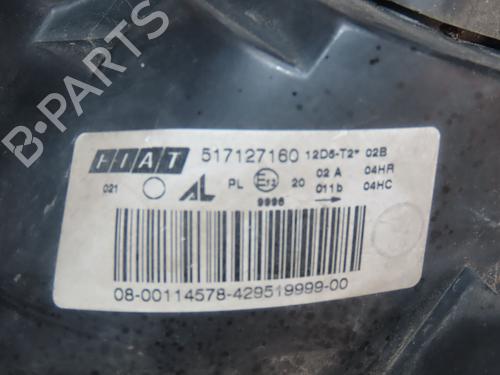 B-PARTS
FIAT 517127160 12D5-T2* 02B
021 AL PL E12 20 02 A 04HR
9996 011b 04HC
08-00114578-429519999-00